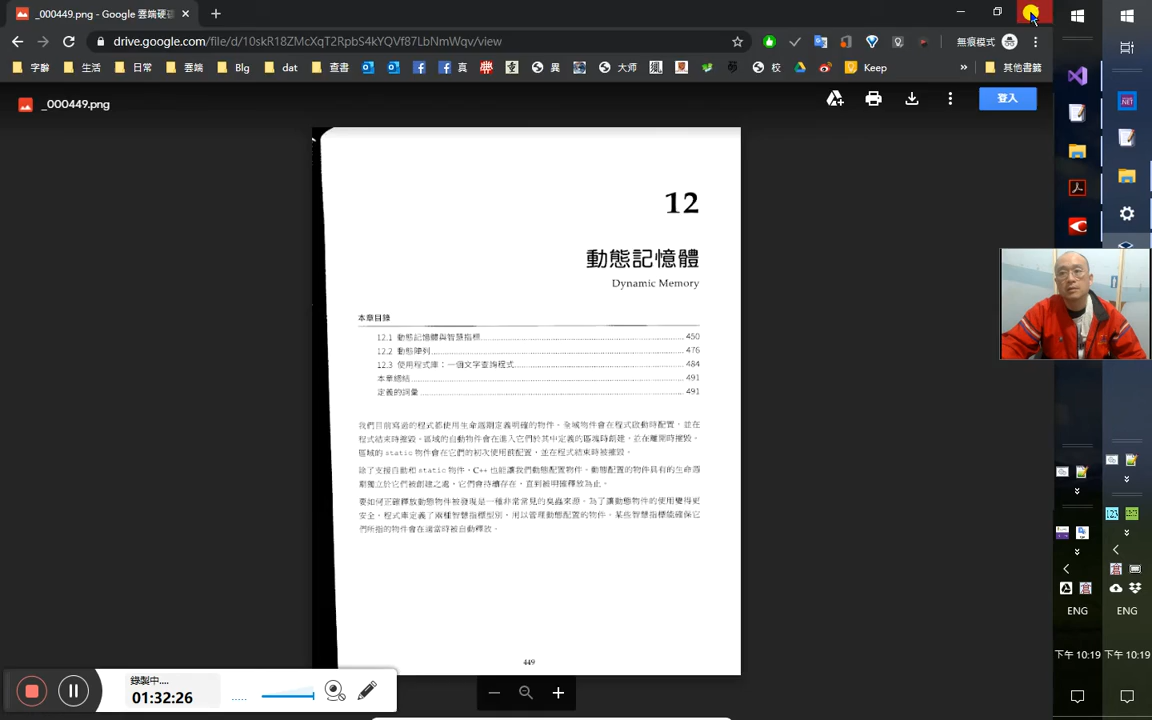 _000449.png - Google 雲端硬碟
drive.google.com/file/d/10skR18ZMcXqT2RpbS4kYQVf87LbNmWqv/view
無痕模式
字辭
生活
日常
雲端
Blg
dat
查書
真
異
大师
校
Keep
»
其他書籤
_000449.png
登入
12
動態記憶體
Dynamic Memory
本章目錄
12.1 動態記憶體與智慧指標 450
12.2 動態陣列 476
12.3 使用程式庫：一個文字查詢程式 484
本章總結 491
定義的詞彙 491
我們目前寫過的程式都使用生命週期定義明確的物件。全域物件會在程式啟動時配置，並在
程式結束時摧毀。區域的自動物件會在進入它們於其中定義的區塊時創建，並在離開時摧毀。
區域的 static 物件會在它們的初次使用前配置，並在程式結束時被摧毀。
除了支援自動和 static 物件，C++ 也能讓我們動態配置物件。動態配置的物件具有的生命週
期獨立於它們被創建之處，它們會持續存在，直到被明確釋放為止。
要如何正確釋放動態物件被發現是一種非常常見的臭蟲來源。為了讓動態物件的使用變得更
安全，程式庫定義了兩種智慧指標型別，用以管理動態配置的物件。某些智慧指標能確保它
們所指的物件會在適當時被自動釋放。
449
錄製中....
01:32:26
ENG
ENG
下午 10:19
下午 10:19